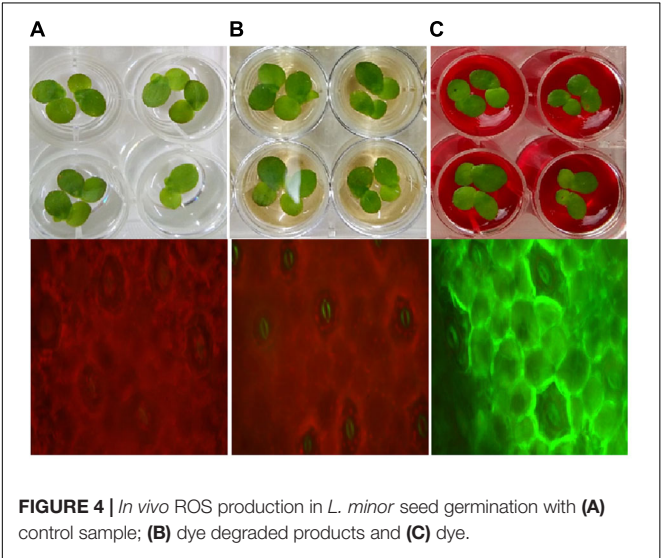 A B C
FIGURE 4 | In vivo ROS production in L. minor seed germination with (A)
control sample; (B) dye degraded products and (C) dye.